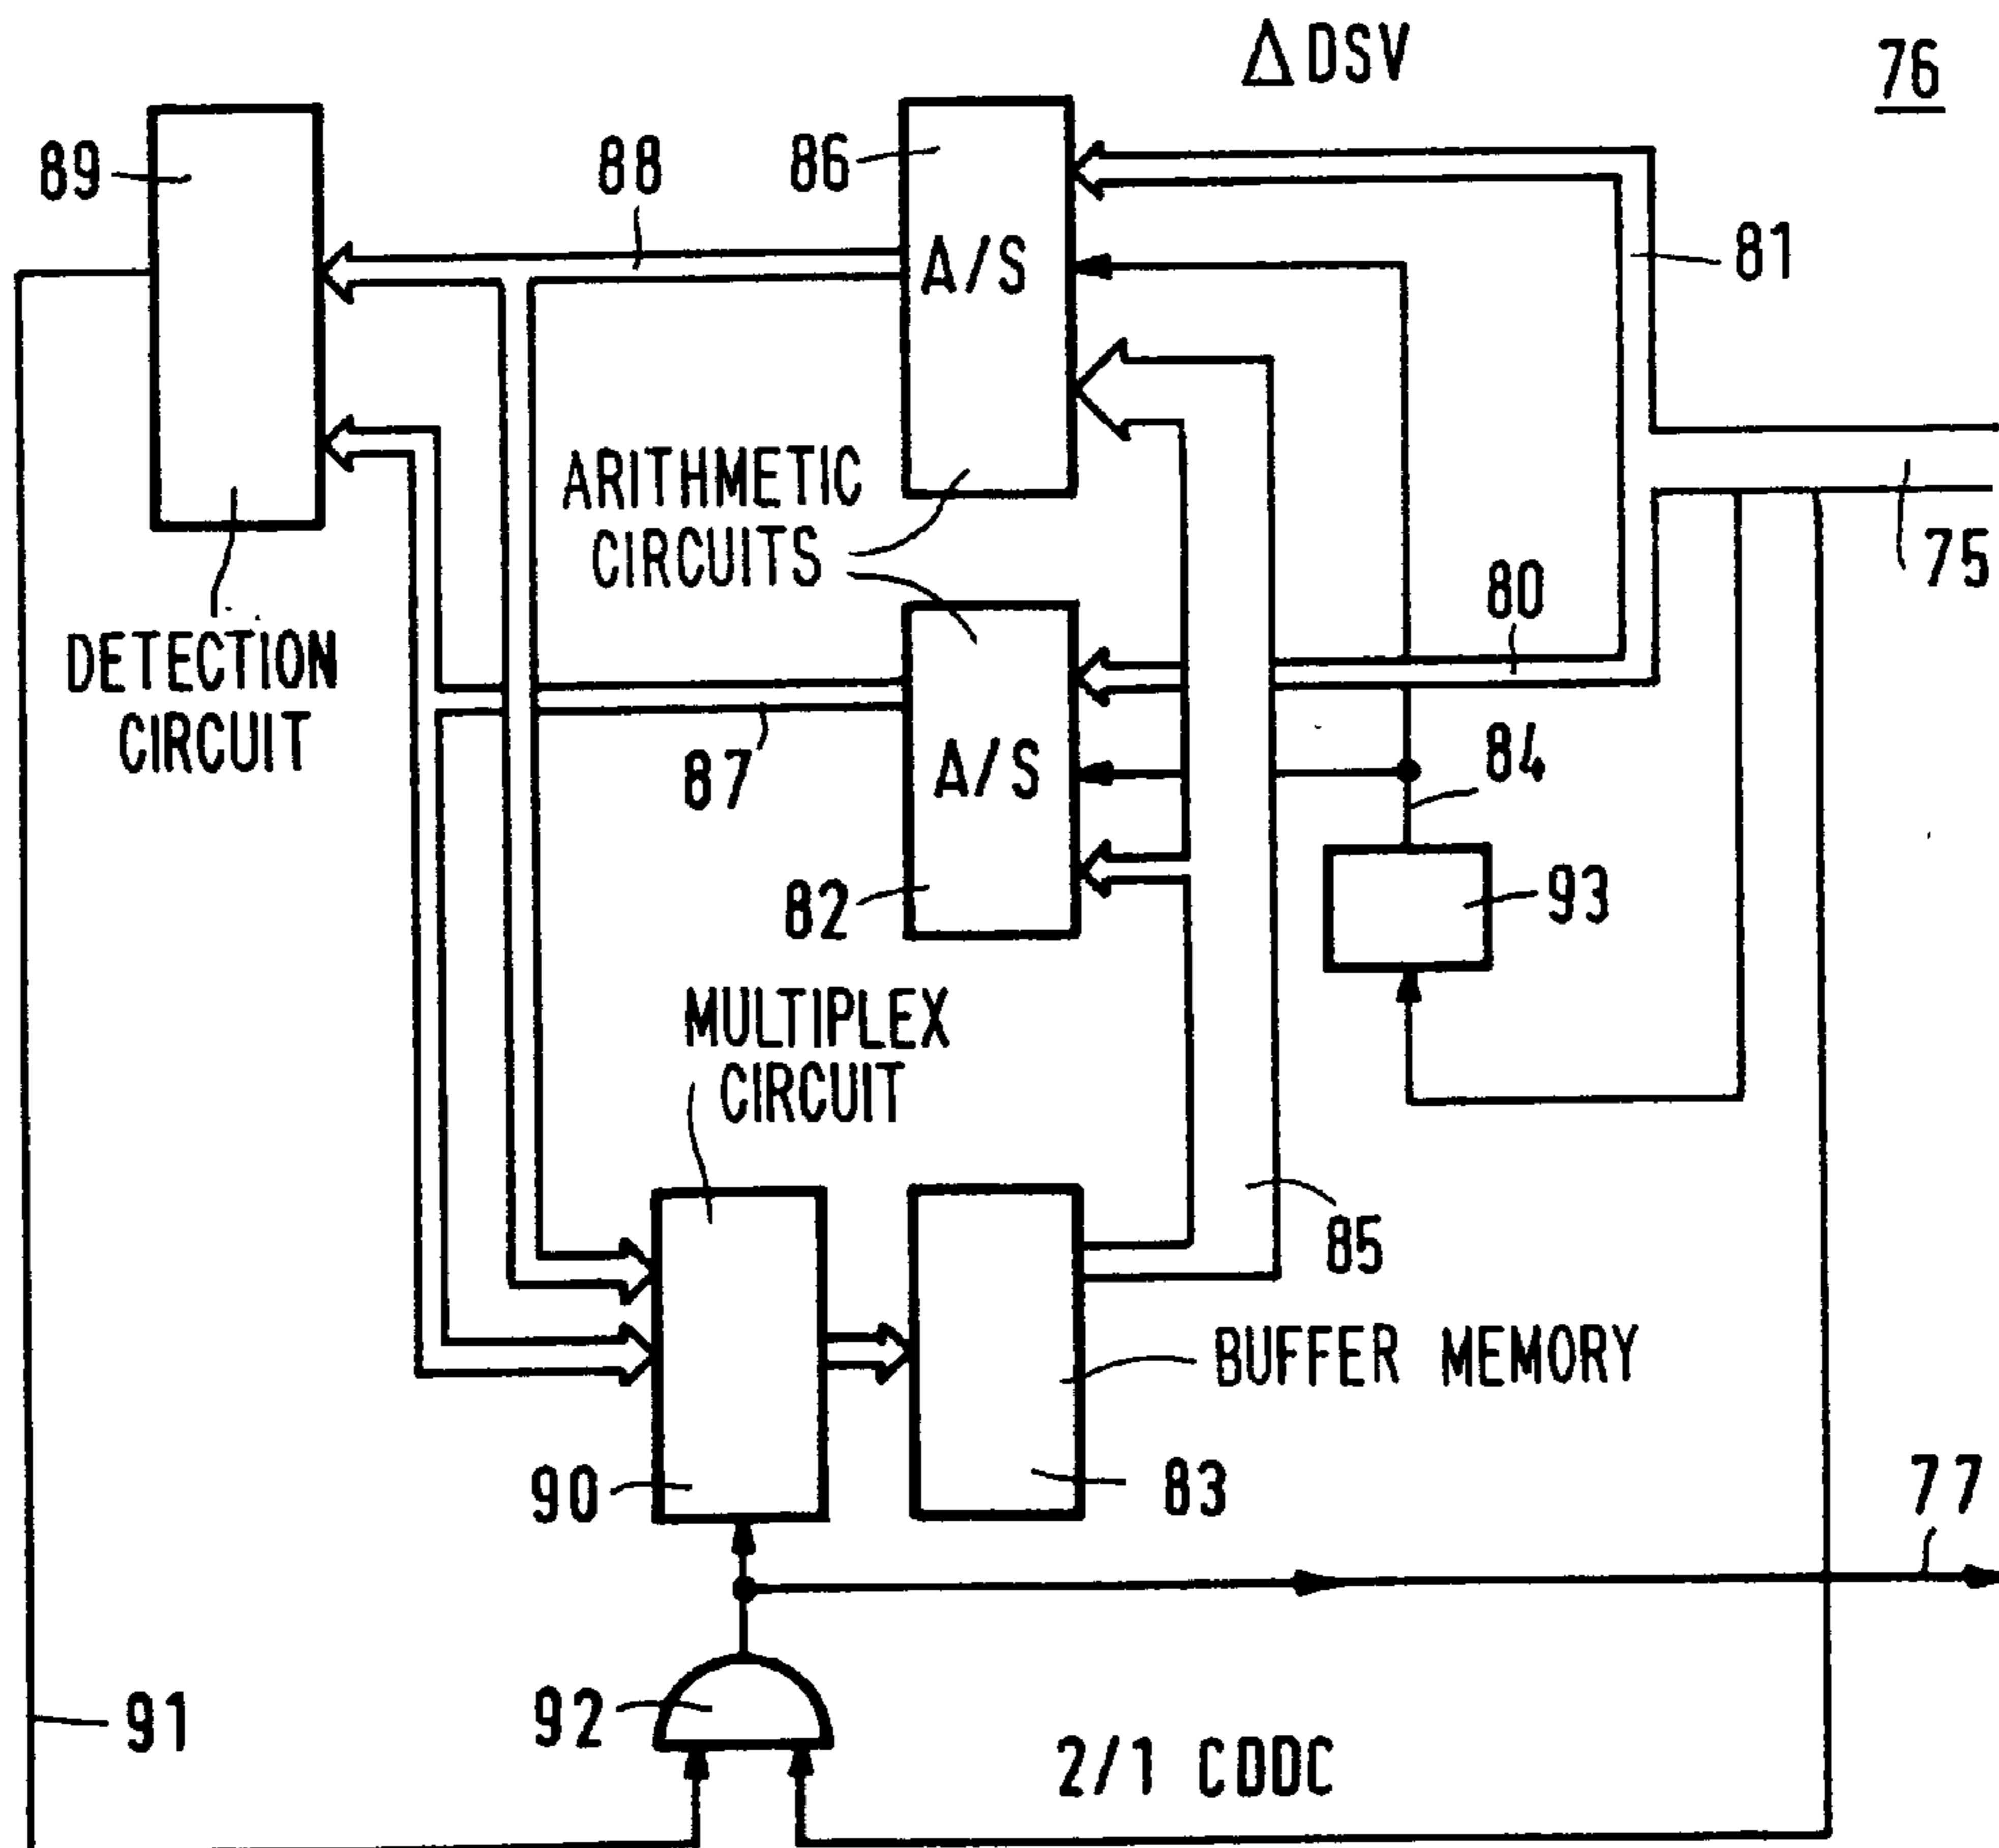 Δ DSV
76
89
88
86
81
A/S
ARITHMETIC
CIRCUITS
75
80
DETECTION
CIRCUIT
87
A/S
84
82
93
MULTIPLEX
CIRCUIT
85
BUFFER MEMORY
90
83
77
91
92
2/1 CDDC